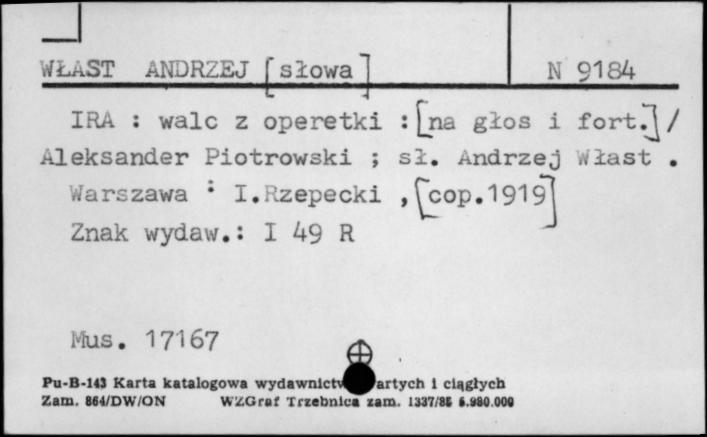 WŁAST ANDRZEJ [słowa] N 9184
IRA : walc z operetki :[na głos i fort.]/
Aleksander Piotrowski ; sł. Andrzej Włast .
Warszawa : I.Rzepecki ,[cop.1919]
Znak wydaw.: I 49 R
Mus. 17167
Pu-B-143 Karta katalogowa wydawnictw artych i ciągłych
Zam. 864/DW/ON WZGraf Trzebnica zam. 1337/85 5.980.000